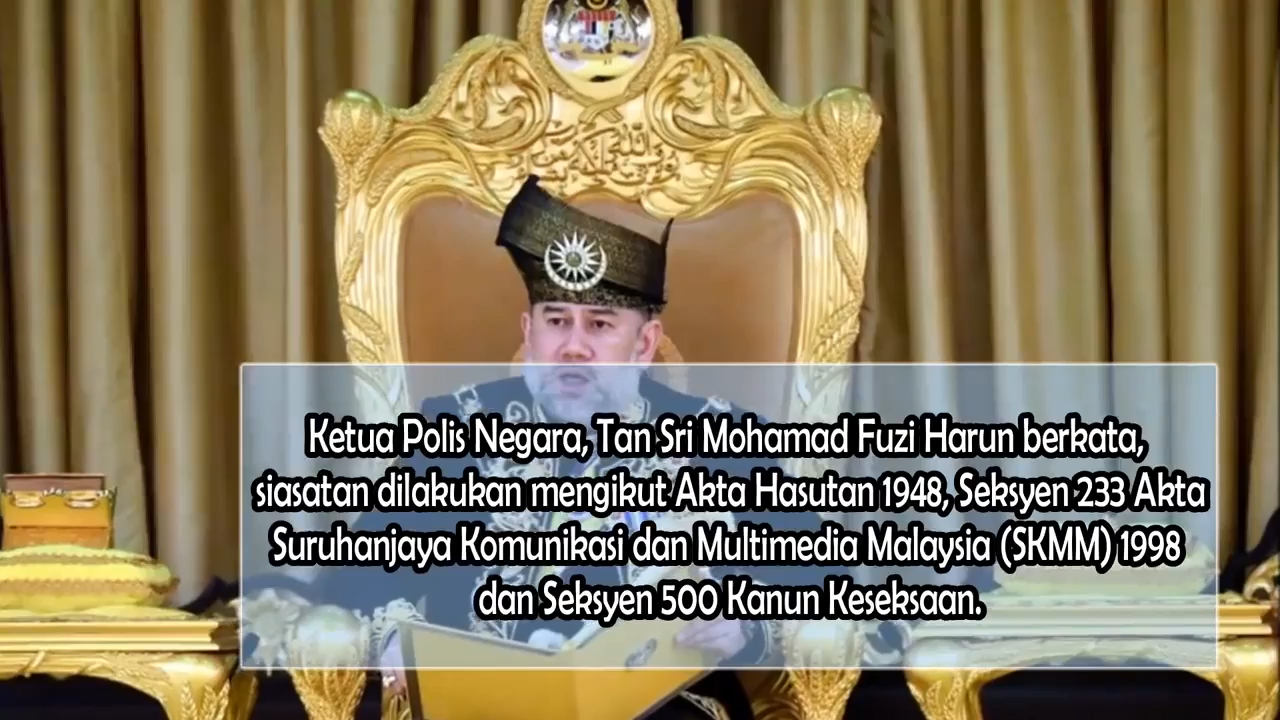 Ketua Polis Negara, Tan Sri Mohamad Fuzi Harun berkata,
siasatan dilakukan mengikut Akta Hasutan 1948, Seksyen 233 Akta
Suruhanjaya Komunikasi dan Multimedia Malaysia (SKMM) 1998
dan Seksyen 500 Kanun Keseksaan.